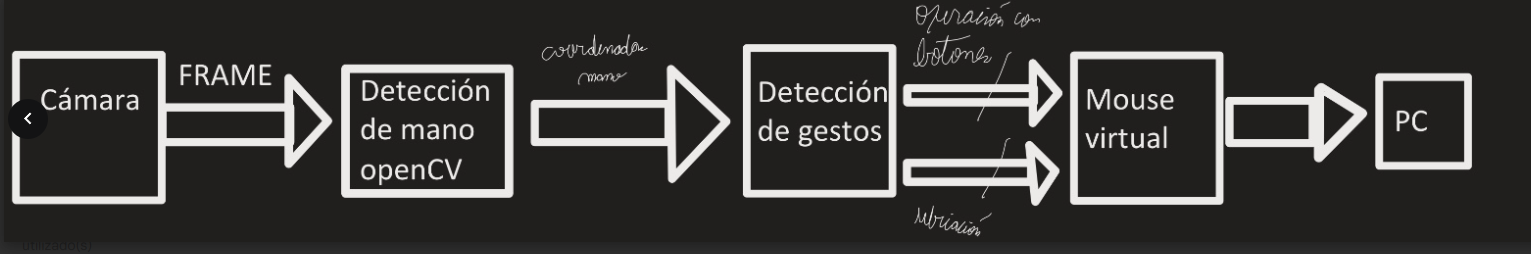 Cámara
FRAME
Detección
de mano
openCV
coordenadas
mano
Detección
de gestos
Operación con
botones
Ubicación
Mouse
virtual
PC